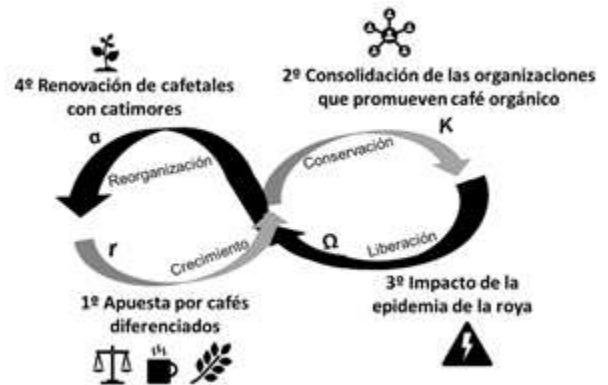 4º Renovación de cafetales
con catimores
2º Consolidación de las organizaciones
que promueven café orgánico
α
K
Reorganización
Conservación
r
Crecimiento
Ω
Liberación
1º Apuesta por cafés
diferenciados
3º Impacto de la
epidemia de la roya